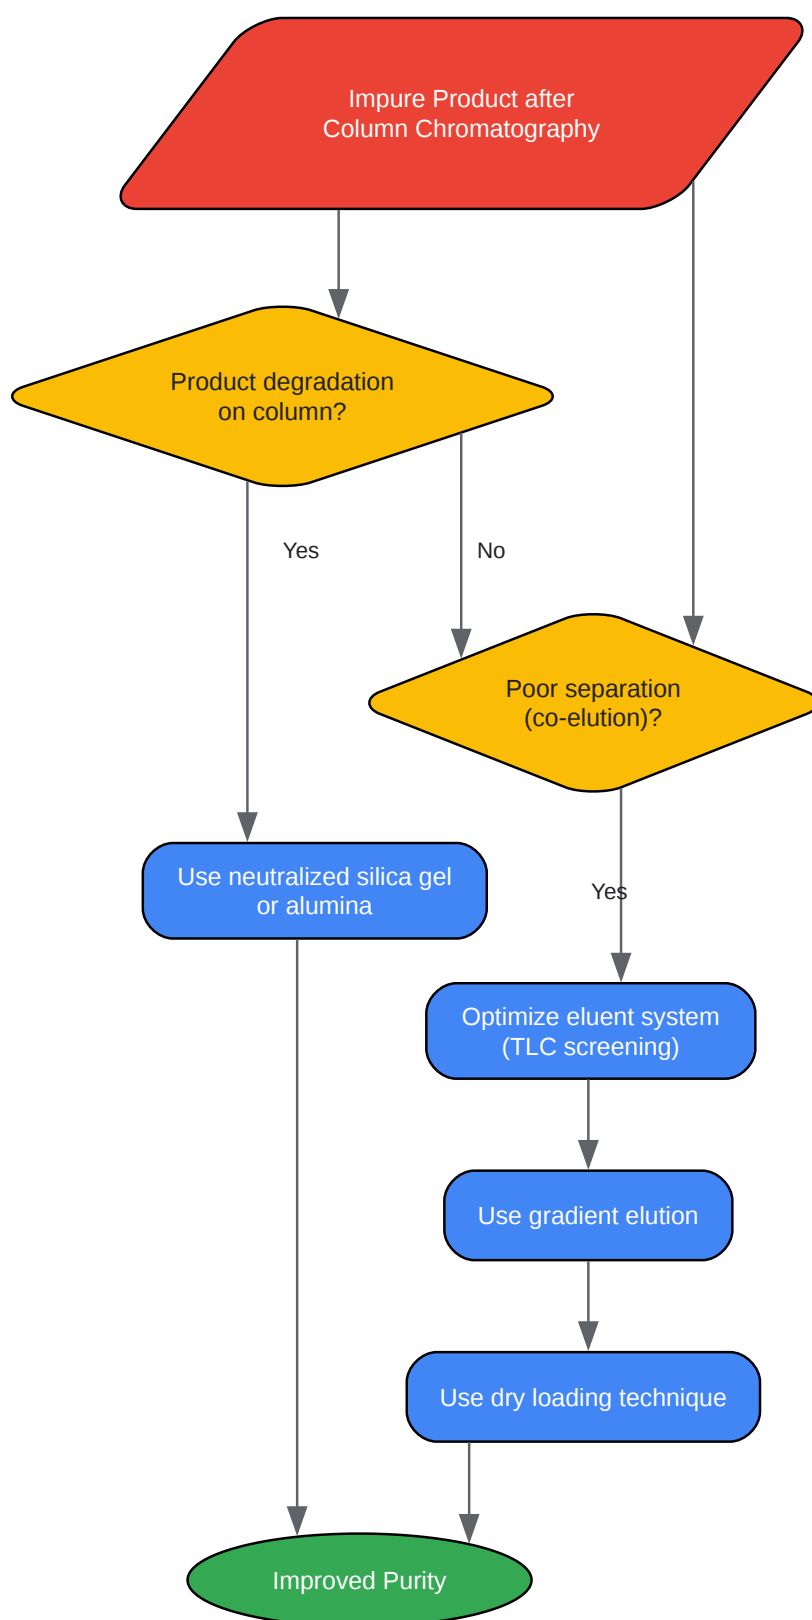 Impure Product after
Column Chromatography
Product degradation
on column?
Yes
No
Poor separation
(co-elution)?
Use neutralized silica gel
or alumina
Yes
Optimize eluent system
(TLC screening)
Use gradient elution
Use dry loading technique
Improved Purity